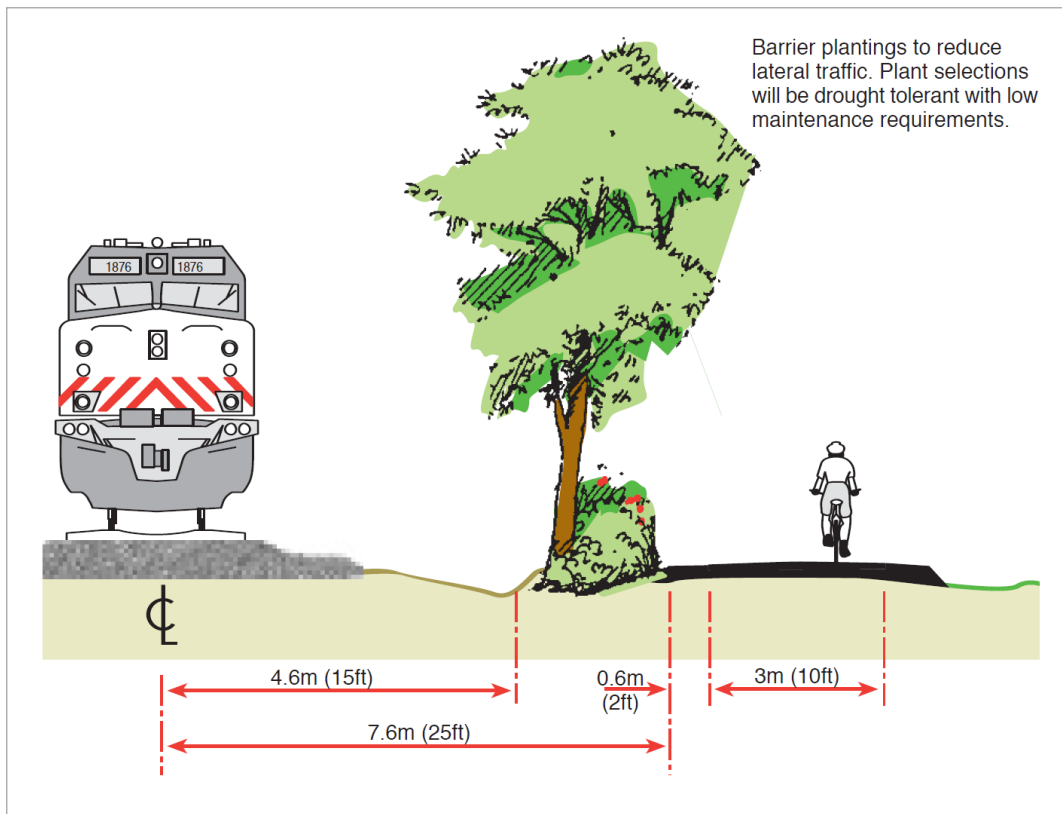 Barrier plantings to reduce
lateral traffic. Plant selections
will be drought tolerant with low
maintenance requirements.
1876 1876
CL
4.6m (15ft)
0.6m
(2ft)
3m (10ft)
7.6m (25ft)